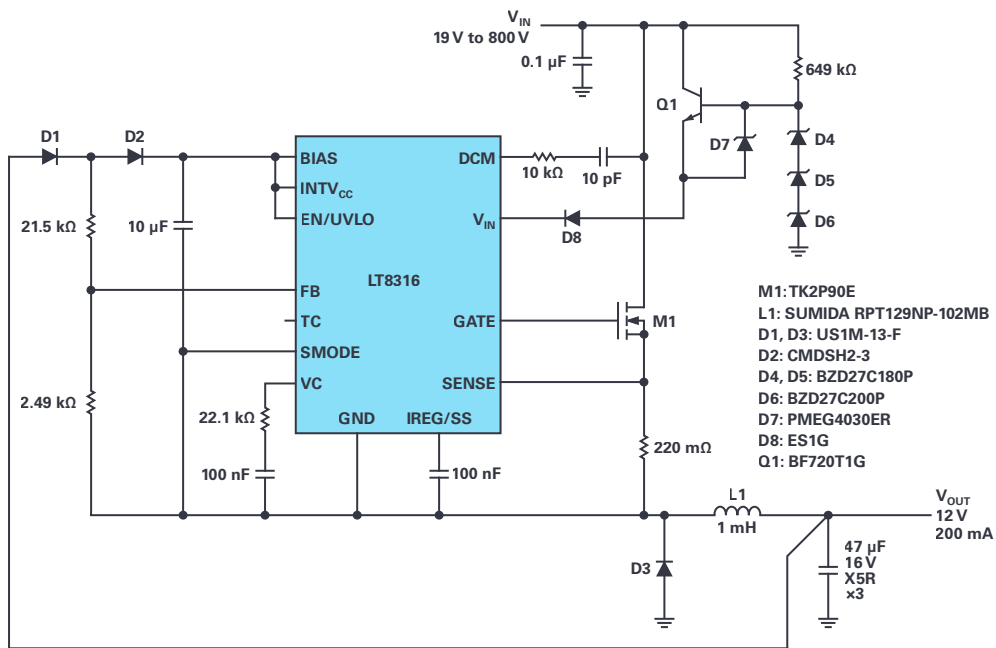 V_IN
19 V to 800 V
0.1 µF
649 kΩ
Q1
D7
D4
D5
D6
D1
D2
BIAS
DCM
10 kΩ
10 pF
INTV_CC
EN/UVLO
V_IN
D8
21.5 kΩ
10 µF
LT8316
FB
TC
GATE
M1
SMODE
VC
SENSE
2.49 kΩ
22.1 kΩ
GND
IREG/SS
220 mΩ
100 nF
100 nF
M1: TK2P90E
L1: SUMIDA RPT129NP-102MB
D1, D3: US1M-13-F
D2: CMDSH2-3
D4, D5: BZD27C180P
D6: BZD27C200P
D7: PMEG4030ER
D8: ES1G
Q1: BF720T1G
L1
1 mH
V_OUT
12 V
200 mA
D3
47 µF
16 V
X5R
×3